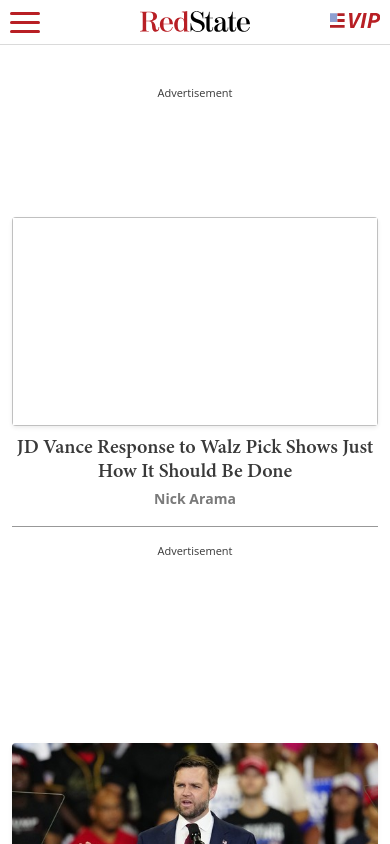 RedState
VIP
Advertisement
JD Vance Response to Walz Pick Shows Just
How It Should Be Done
Nick Arama
Advertisement